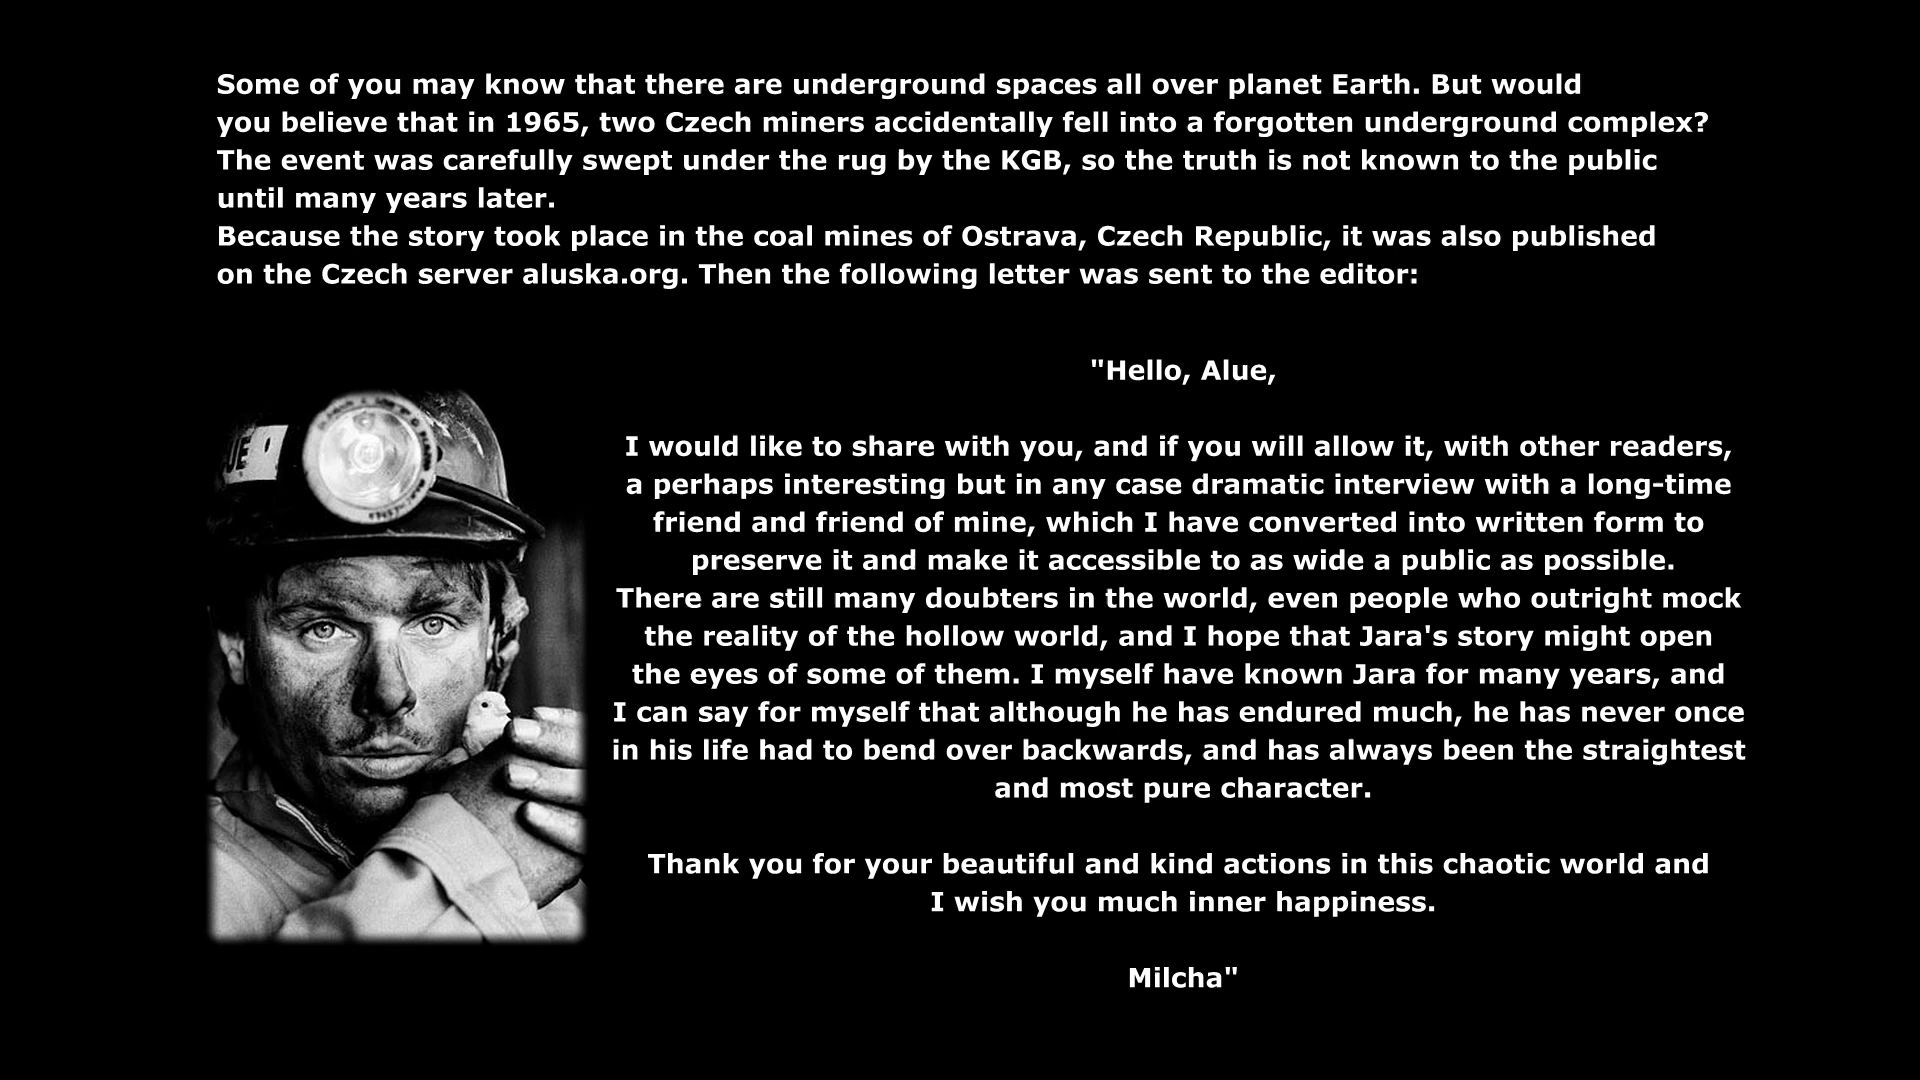 Some of you may know that there are underground spaces all over planet Earth. But would
you believe that in 1965, two Czech miners accidentally fell into a forgotten underground complex?
The event was carefully swept under the rug by the KGB, so the truth is not known to the public
until many years later.
Because the story took place in the coal mines of Ostrava, Czech Republic, it was also published
on the Czech server aluska.org. Then the following letter was sent to the editor:
"Hello, Alue,
I would like to share with you, and if you will allow it, with other readers,
a perhaps interesting but in any case dramatic interview with a long-time
friend and friend of mine, which I have converted into written form to
preserve it and make it accessible to as wide a public as possible.
There are still many doubters in the world, even people who outright mock
the reality of the hollow world, and I hope that Jara's story might open
the eyes of some of them. I myself have known Jara for many years, and
I can say for myself that although he has endured much, he has never once
in his life had to bend over backwards, and has always been the straightest
and most pure character.
Thank you for your beautiful and kind actions in this chaotic world and
I wish you much inner happiness.
Milcha"